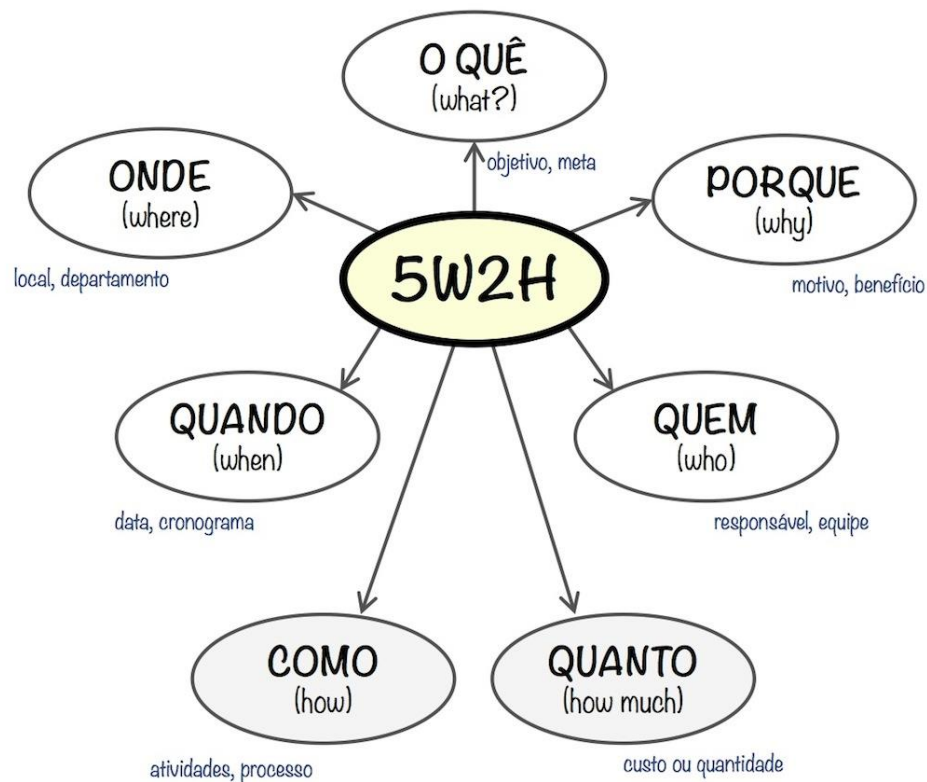 O QUÊ
(what?)
objetivo, meta
ONDE
(where)
local, departamento
PORQUE
(why)
motivo, benefício
5W2H
QUANDO
(when)
data, cronograma
QUEM
(who)
responsável, equipe
COMO
(how)
atividades, processo
QUANTO
(how much)
custo ou quantidade